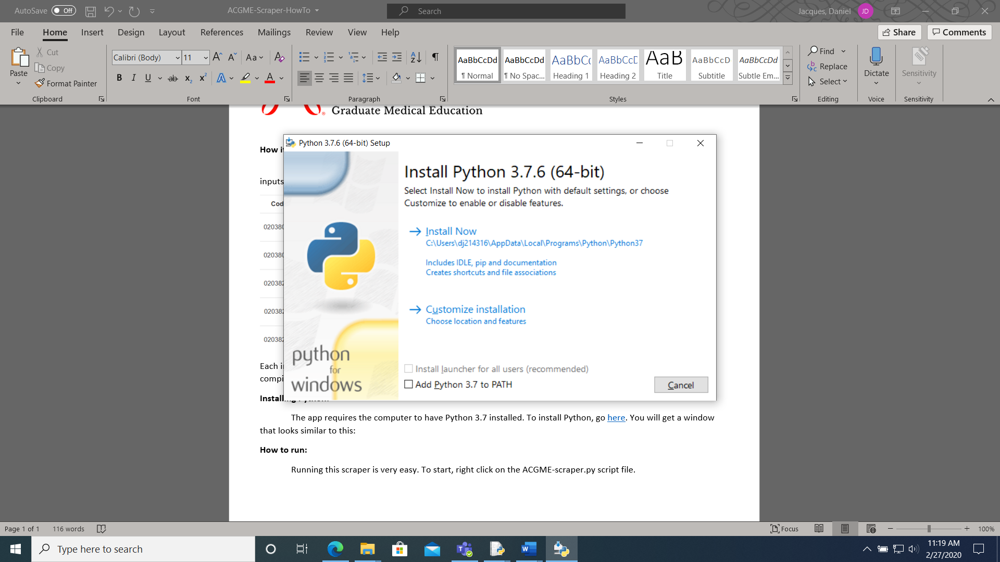 AutoSave Off
ACGME-Scraper-HowTo
Search
Jacques, Daniel JD
File Home Insert Design Layout References Mailings Review View Help
Share Comments
Paste
Cut
Copy
Format Painter
Clipboard
Calibri (Body) 11
Font
Paragraph
AaBbCcDd AaBbCcDd AaBbCc AaBbCcE AaB AaBbCcD AaBbCcDd
¶ Normal ¶ No Spac... Heading 1 Heading 2 Title Subtitle Subtle Em...
Styles
Find
Replace
Select
Editing
Dictate
Voice
Sensitivity
Sensitivity
Graduate Medical Education
How i
inputs
Cod
020380
020380
020382
020382
020382
Each i
compi
Python 3.7.6 (64-bit) Setup
Install Python 3.7.6 (64-bit)
Select Install Now to install Python with default settings, or choose
Customize to enable or disable features.
Install Now
C:\Users\dj214316\AppData\Local\Programs\Python\Python37
Includes IDLE, pip and documentation
Creates shortcuts and file associations
Customize installation
Choose location and features
python
for
windows
Install launcher for all users (recommended)
Add Python 3.7 to PATH
Cancel
Installing Python:
The app requires the computer to have Python 3.7 installed. To install Python, go here. You will get a window
that looks similar to this:
How to run:
Running this scraper is very easy. To start, right click on the ACGME-scraper.py script file.
Page 1 of 1 116 words
Focus
100%
Type here to search
11:19 AM
2/27/2020